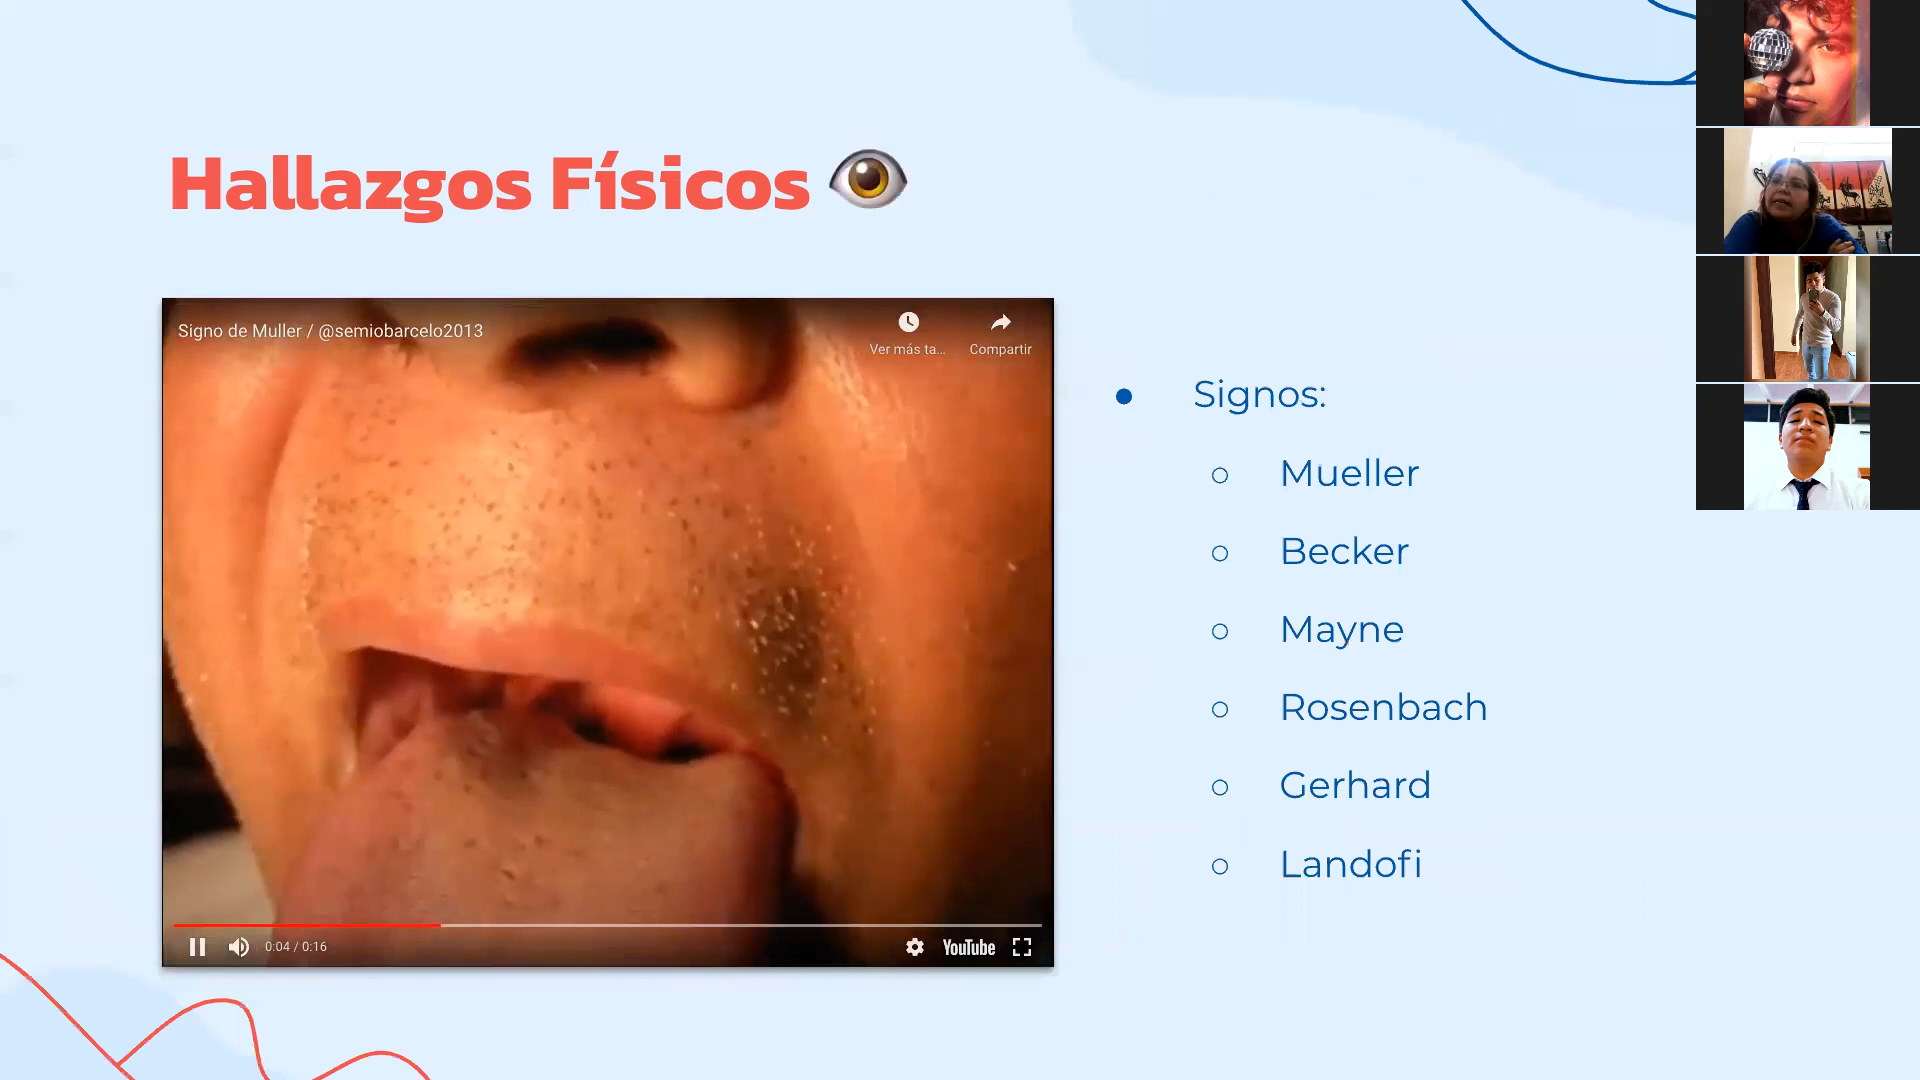 Hallazgos Físicos
Signo de Muller / @semiobarcelo2013
Ver más ta...
Compartir
0:04 / 0:16
YouTube
Signos:
Mueller
Becker
Mayne
Rosenbach
Gerhard
Landofi